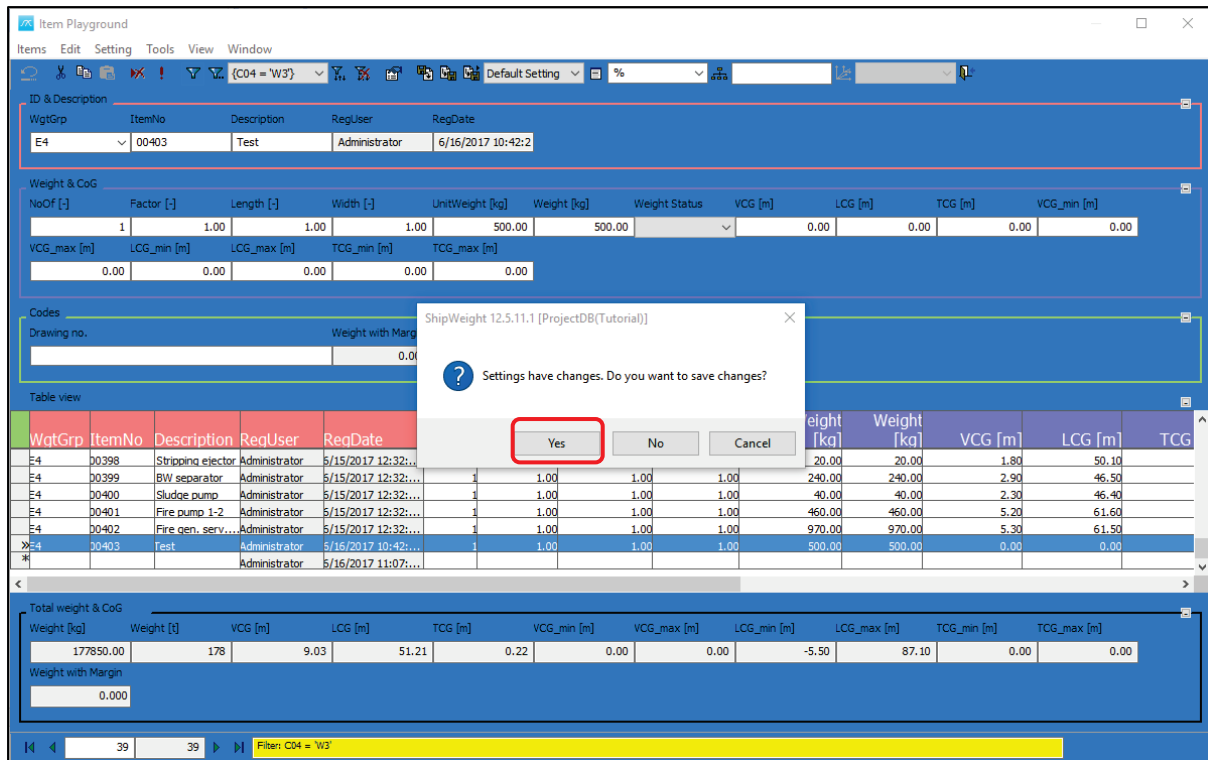 Item Playground
Items Edit Setting Tools View Window
{C04 = 'W3'} Default Setting %
ID & Description
WgtGrp ItemNo Description RegUser RegDate
E4 00403 Test Administrator 6/16/2017 10:42:2
Weight & CoG
NoOf [-] Factor [-] Length [-] Width [-] UnitWeight [kg] Weight [kg] Weight Status VCG [m] LCG [m] TCG [m] VCG_min [m]
1 1.00 1.00 1.00 500.00 500.00 0.00 0.00 0.00 0.00
VCG_max [m] LCG_min [m] LCG_max [m] TCG_min [m] TCG_max [m]
0.00 0.00 0.00 0.00 0.00
Codes
Drawing no. Weight with Marg
0.00
ShipWeight 12.5.11.1 [ProjectDB(Tutorial)]
Settings have changes. Do you want to save changes?
Yes No Cancel
Table view
WgtGrp ItemNo Description RegUser RegDate Weight [kg] Weight [kg] VCG [m] LCG [m] TCG
E4 00398 Stripping ejector Administrator 6/15/2017 12:32:... 20.00 20.00 1.80 50.10
E4 00399 BW separator Administrator 6/15/2017 12:32:... 1 1.00 1.00 1.00 240.00 240.00 2.90 46.50
E4 00400 Sludge pump Administrator 6/15/2017 12:32:... 1 1.00 1.00 1.00 40.00 40.00 2.30 46.40
E4 00401 Fire pump 1-2 Administrator 6/15/2017 12:32:... 1 1.00 1.00 1.00 460.00 460.00 5.20 61.60
E4 00402 Fire gen. serv.... Administrator 6/15/2017 12:32:... 1 1.00 1.00 1.00 970.00 970.00 5.30 61.50
E4 00403 Test Administrator 6/16/2017 10:42:... 1 1.00 1.00 1.00 500.00 500.00 0.00 0.00
Administrator 6/16/2017 11:07:...
Total weight & CoG
Weight [kg] Weight [t] VCG [m] LCG [m] TCG [m] VCG_min [m] VCG_max [m] LCG_min [m] LCG_max [m] TCG_min [m] TCG_max [m]
177850.00 178 9.03 51.21 0.22 0.00 0.00 -5.50 87.10 0.00 0.00
Weight with Margin
0.000
39 39 Filter: C04 = 'W3'